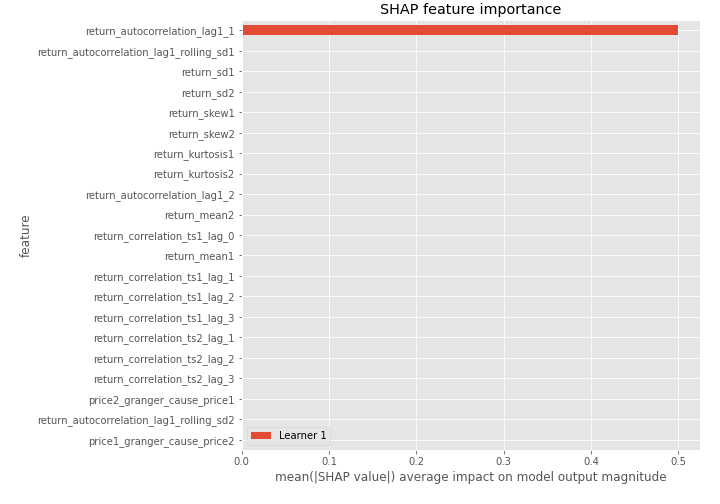 SHAP feature importance
return_autocorrelation_lag1_1
return_autocorrelation_lag1_rolling_sd1
return_sd1
return_sd2
return_skew1
return_skew2
return_kurtosis1
return_kurtosis2
return_autocorrelation_lag1_2
return_mean2
return_correlation_ts1_lag_0
return_mean1
return_correlation_ts1_lag_1
return_correlation_ts1_lag_2
return_correlation_ts1_lag_3
return_correlation_ts2_lag_1
return_correlation_ts2_lag_2
return_correlation_ts2_lag_3
price2_granger_cause_price1
return_autocorrelation_lag1_rolling_sd2
price1_granger_cause_price2
feature
Learner 1
0.0 0.1 0.2 0.3 0.4 0.5
mean(|SHAP value|) average impact on model output magnitude